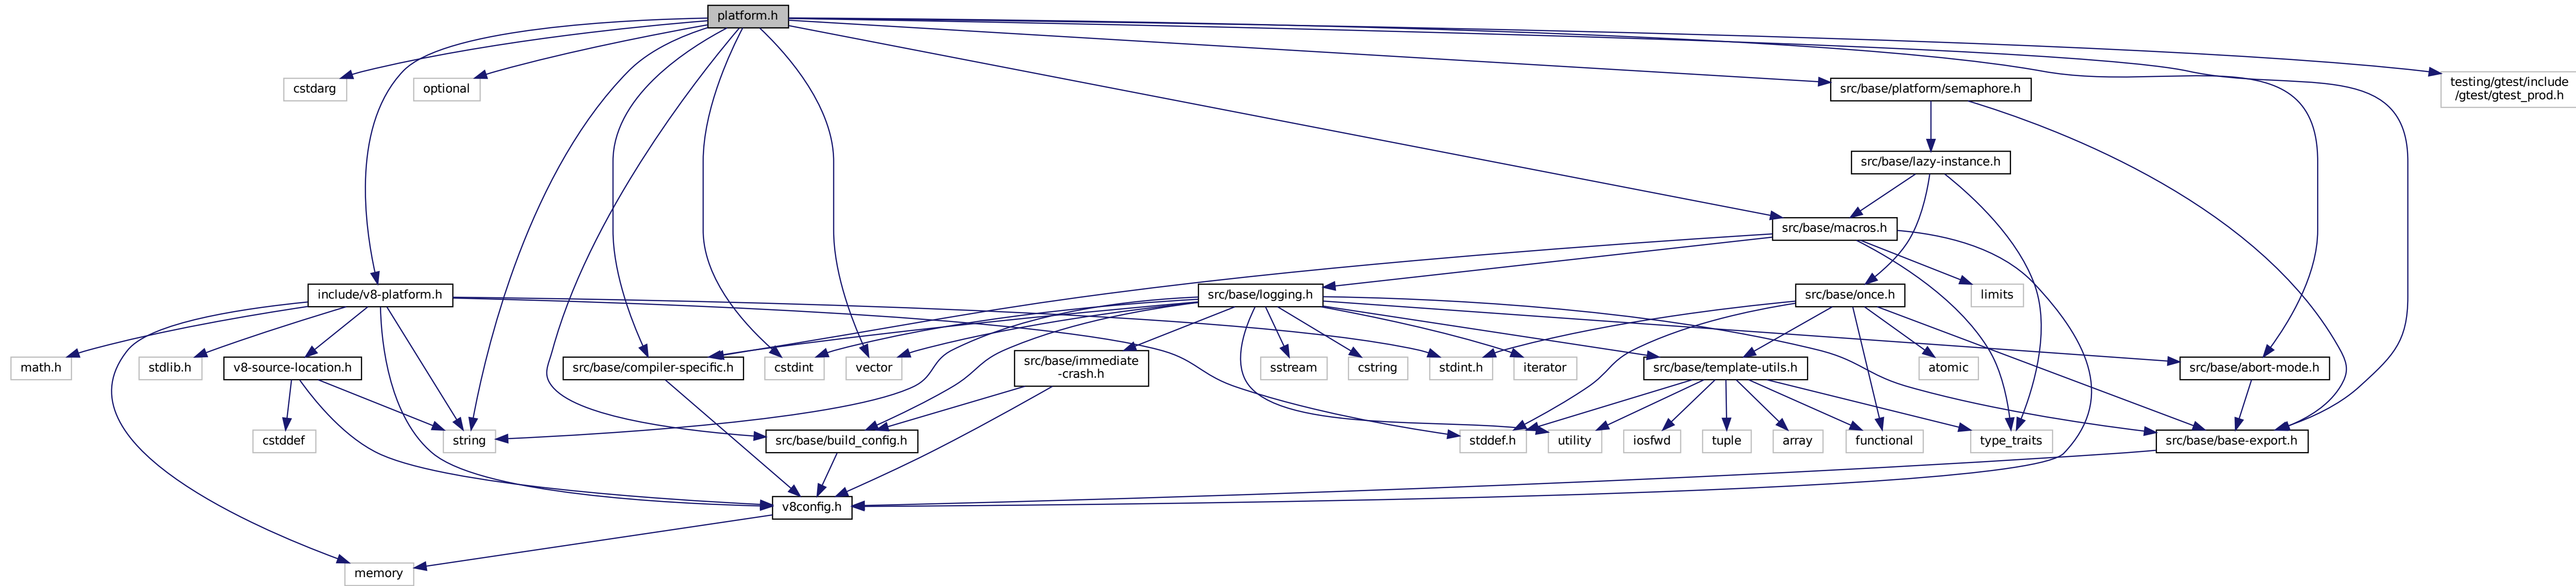 platform.h
cstdarg
optional
src/base/platform/semaphore.h
testing/gtest/include
/gtest/gtest_prod.h
src/base/lazy-instance.h
src/base/macros.h
include/v8-platform.h
src/base/logging.h
src/base/once.h
limits
math.h
stdlib.h
v8-source-location.h
src/base/compiler-specific.h
cstdint
vector
src/base/immediate
-crash.h
sstream
cstring
stdint.h
iterator
src/base/template-utils.h
atomic
src/base/abort-mode.h
cstddef
string
src/base/build_config.h
stddef.h
utility
iosfwd
tuple
array
functional
type_traits
src/base/base-export.h
v8config.h
memory